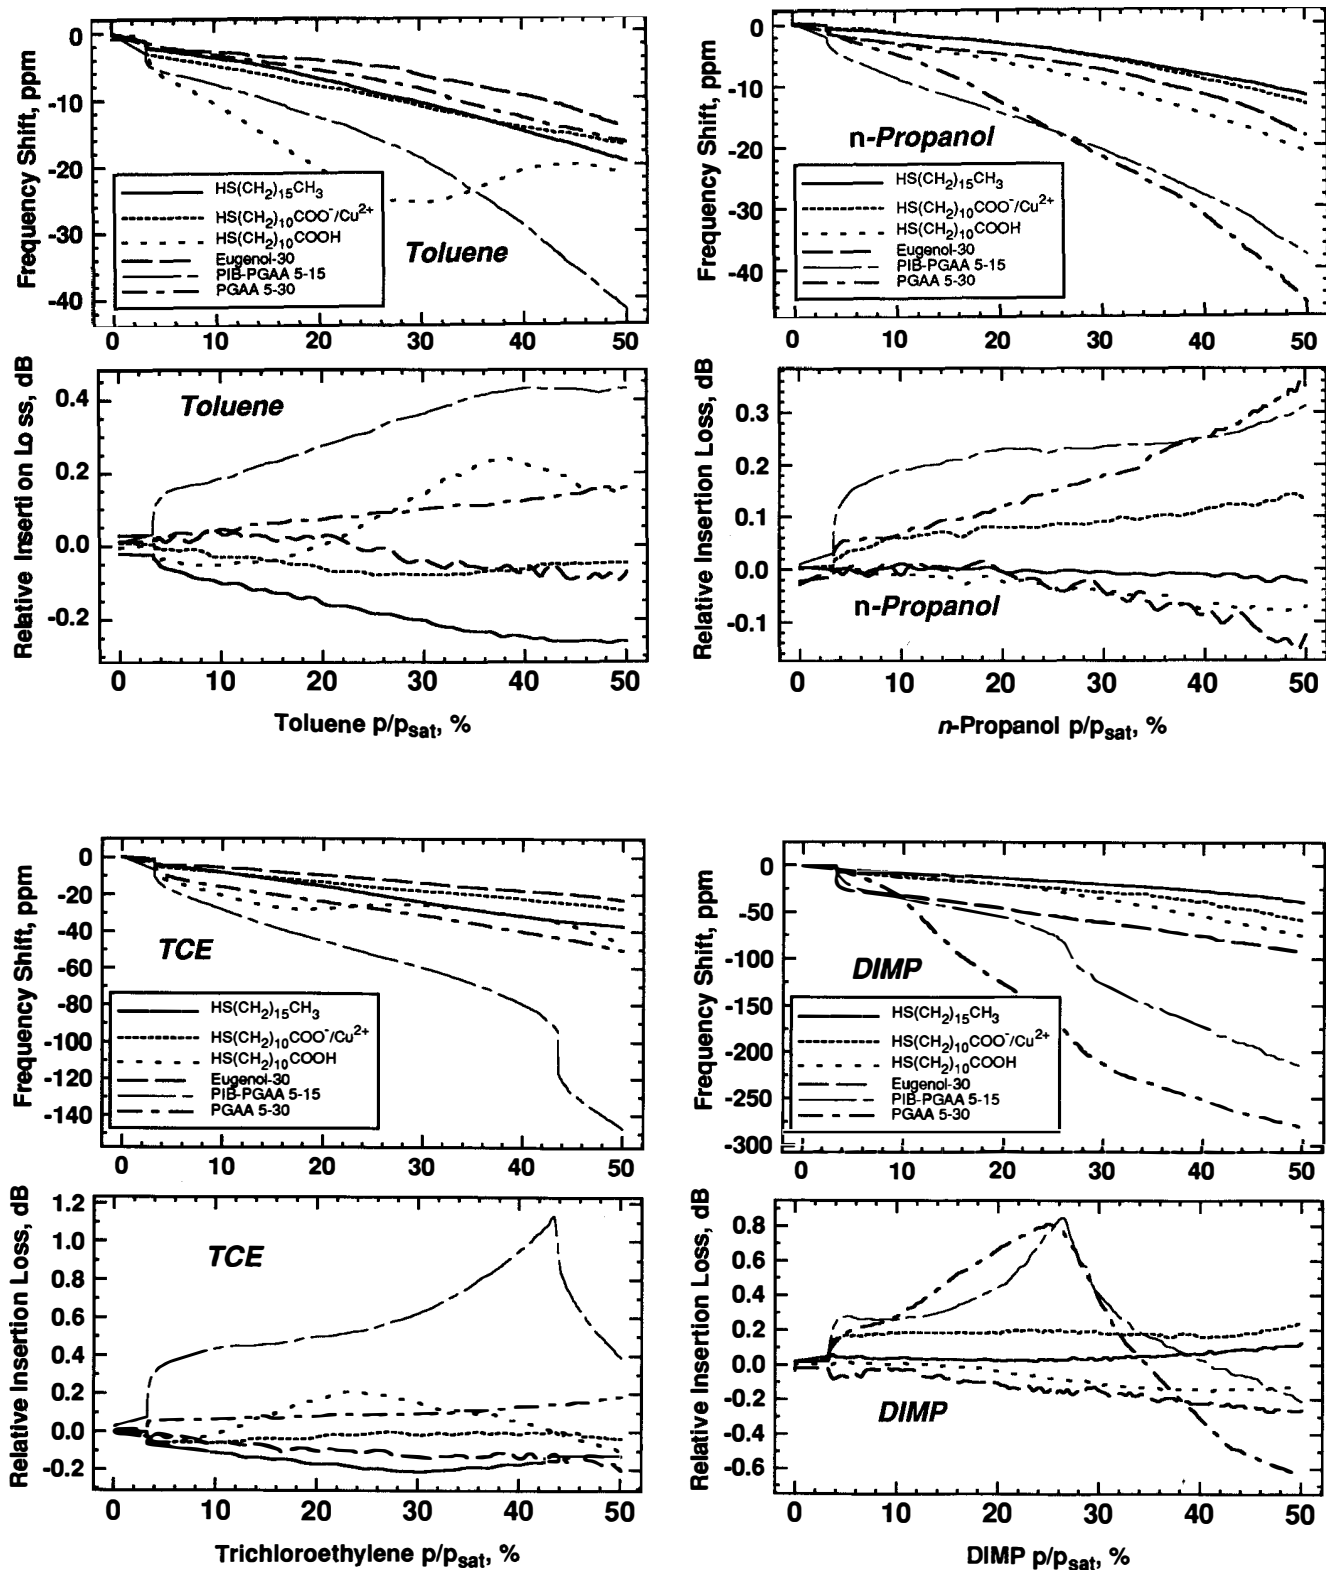 Frequency Shift, ppm
0
-10
-20
-30
-40
HS(CH2)15CH3
HS(CH2)10COO-/Cu2+
HS(CH2)10COOH
Eugenol-30
PIB-PGAA 5-15
PGAA 5-30
Toluene
0 10 20 30 40 50
Relative Insertion Loss, dB
0.4
0.2
0.0
-0.2
Toluene
0 10 20 30 40 50
Toluene p/psat, %
Frequency Shift, ppm
0
-10
-20
-30
-40
n-Propanol
HS(CH2)15CH3
HS(CH2)10COO-/Cu2+
HS(CH2)10COOH
Eugenol-30
PIB-PGAA 5-15
PGAA 5-30
0 10 20 30 40 50
Relative Insertion Loss, dB
0.3
0.2
0.1
0.0
-0.1
n-Propanol
0 10 20 30 40 50
n-Propanol p/psat, %
Frequency Shift, ppm
0
-20
-40
-60
-80
-100
-120
-140
TCE
HS(CH2)15CH3
HS(CH2)10COO-/Cu2+
HS(CH2)10COOH
Eugenol-30
PIB-PGAA 5-15
PGAA 5-30
0 10 20 30 40 50
Relative Insertion Loss, dB
1.2
1.0
0.8
0.6
0.4
0.2
0.0
-0.2
TCE
0 10 20 30 40 50
Trichloroethylene p/psat, %
Frequency Shift, ppm
0
-50
-100
-150
-200
-250
-300
DIMP
HS(CH2)15CH3
HS(CH2)10COO-/Cu2+
HS(CH2)10COOH
Eugenol-30
PIB-PGAA 5-15
PGAA 5-30
0 10 20 30 40 50
Relative Insertion Loss, dB
0.8
0.6
0.4
0.2
0.0
-0.2
-0.4
-0.6
DIMP
0 10 20 30 40 50
DIMP p/psat, %